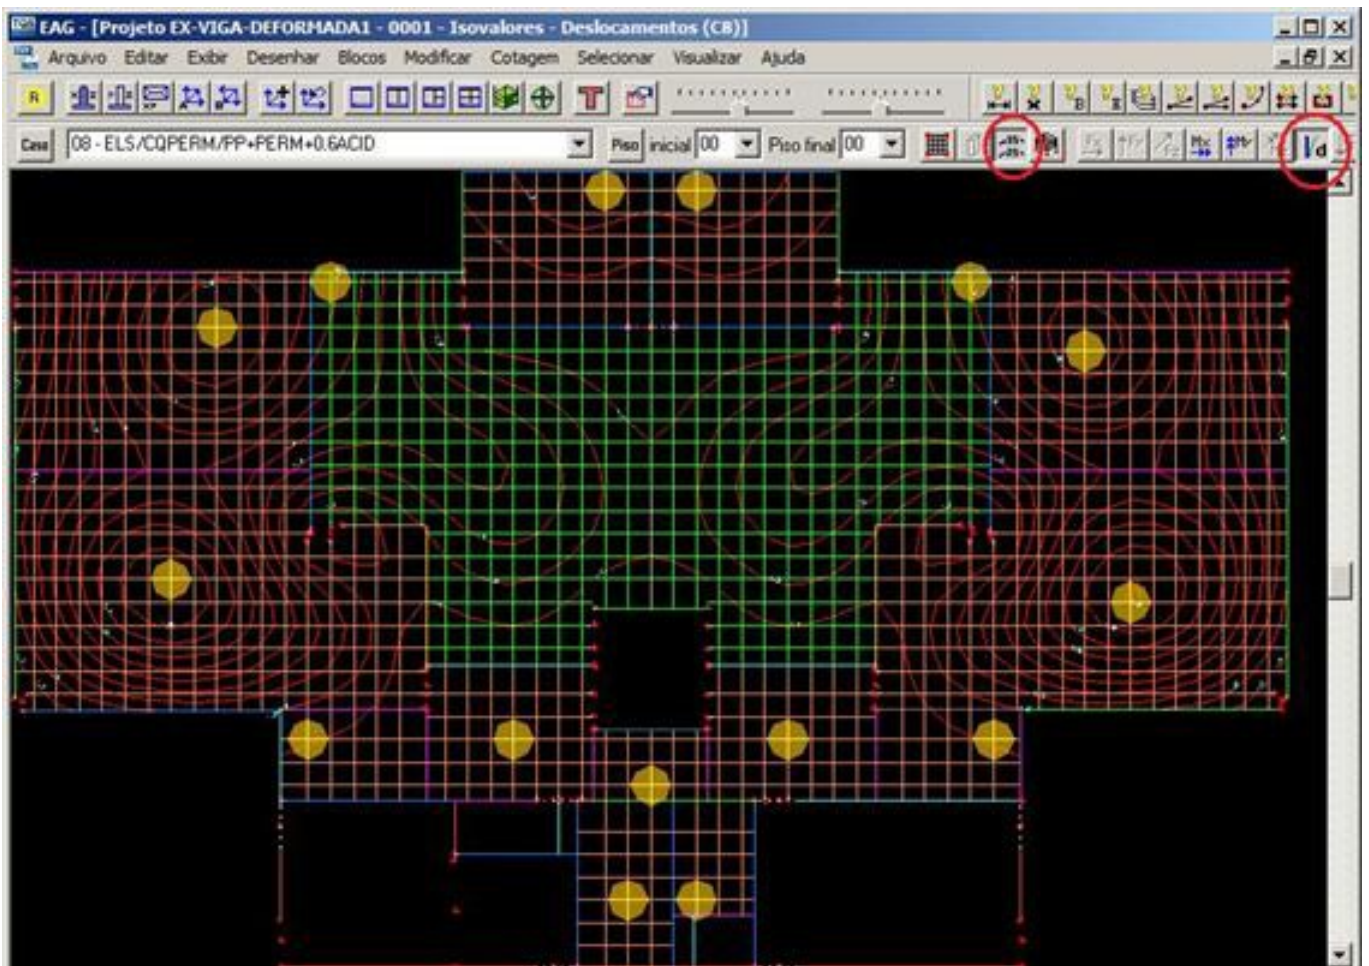 EAG - [Projeto EX-VIGA-DEFORMADA1 - 0001 - Isovalores - Deslocamentos (C8)]
Arquivo Editar Exibir Desenhar Blocos Modificar Cotagem Selecionar Visualizar Ajuda
R
Caso 08 - ELS/CQPERM/PP+PERM+0.6ACID Piso inicial 00 Piso final 00